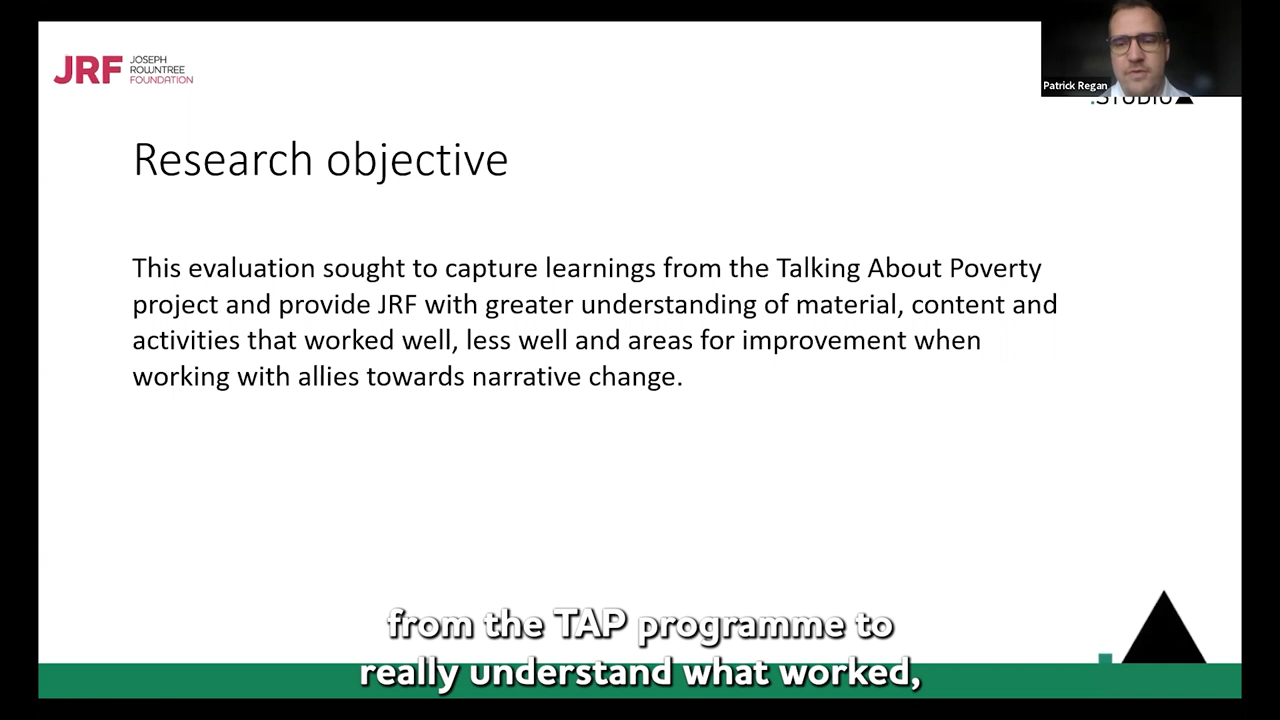 JRF
JOSEPH
ROWNTREE
FOUNDATION
Patrick Regan
.STUDIO
Research objective
This evaluation sought to capture learnings from the Talking About Poverty
project and provide JRF with greater understanding of material, content and
activities that worked well, less well and areas for improvement when
working with allies towards narrative change.
from the TAP programme to
really understand what worked,